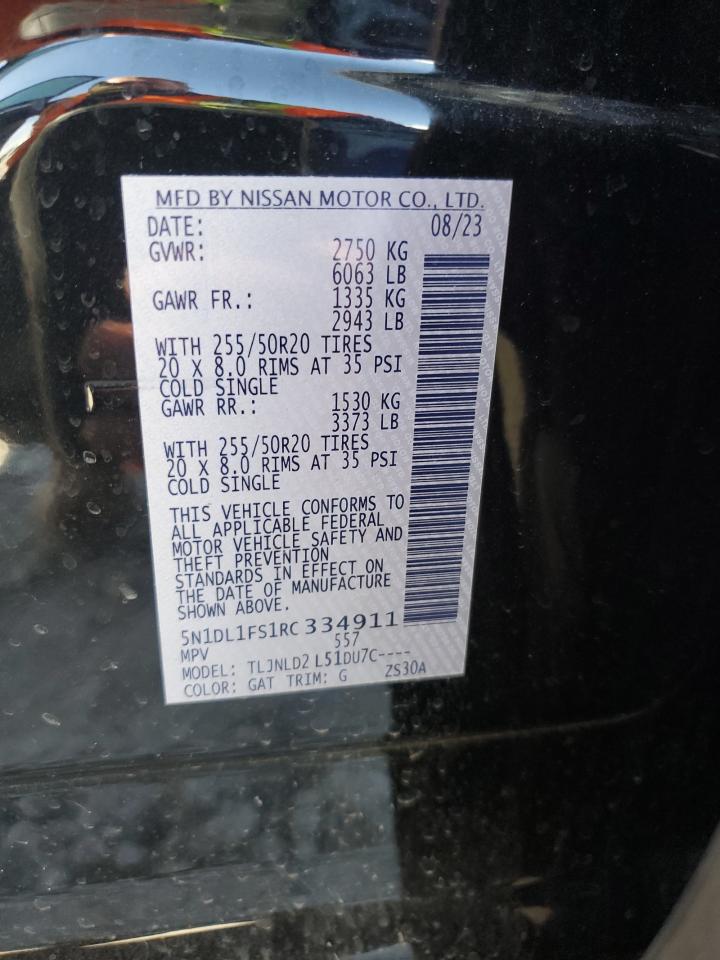 MFD BY NISSAN MOTOR CO., LTD.
DATE: 08/23
GVWR: 2750 KG
6063 LB
GAWR FR.: 1335 KG
2943 LB
WITH 255/50R20 TIRES
20 X 8.0 RIMS AT 35 PSI
COLD SINGLE
GAWR RR.: 1530 KG
3373 LB
WITH 255/50R20 TIRES
20 X 8.0 RIMS AT 35 PSI
COLD SINGLE
THIS VEHICLE CONFORMS TO
ALL APPLICABLE FEDERAL
MOTOR VEHICLE SAFETY AND
THEFT PREVENTION
STANDARDS IN EFFECT ON
THE DATE OF MANUFACTURE
SHOWN ABOVE.
5N1DL1FS1RC334911
MPV 557
MODEL: TLJNLD2 L51DU7C----
COLOR: GAT TRIM: G ZS30A